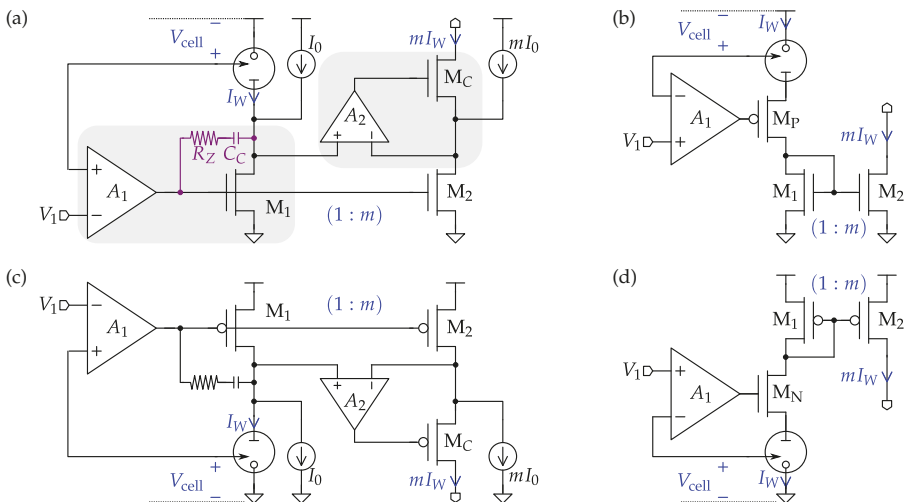 (a)
−
V_cell
+
I_W
I_0
mI_W
mI_0
M_C
A_2
+ −
R_Z C_C
+
A_1
V_1 −
M_1
(1 : m)
M_2
(b)
−
I_W
V_cell
+
−
A_1
V_1 +
M_P
mI_W
M_1
M_2
(1 : m)
(c)
V_1 −
A_1
+
M_1
(1 : m)
M_2
+ −
A_2
I_W
+
V_cell
−
I_0
M_C
mI_W
mI_0
(d)
(1 : m)
M_1
M_2
V_1 +
A_1
−
M_N
mI_W
I_W
+
V_cell
−